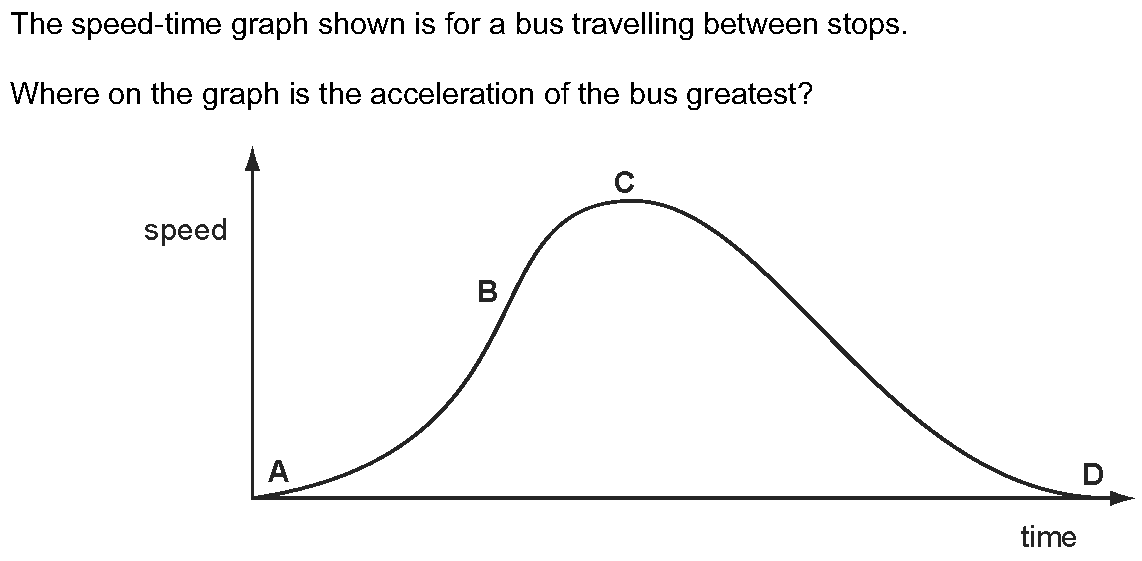 The speed-time graph shown is for a bus travelling between stops.
Where on the graph is the acceleration of the bus greatest?
C
speed
B
A
D
time